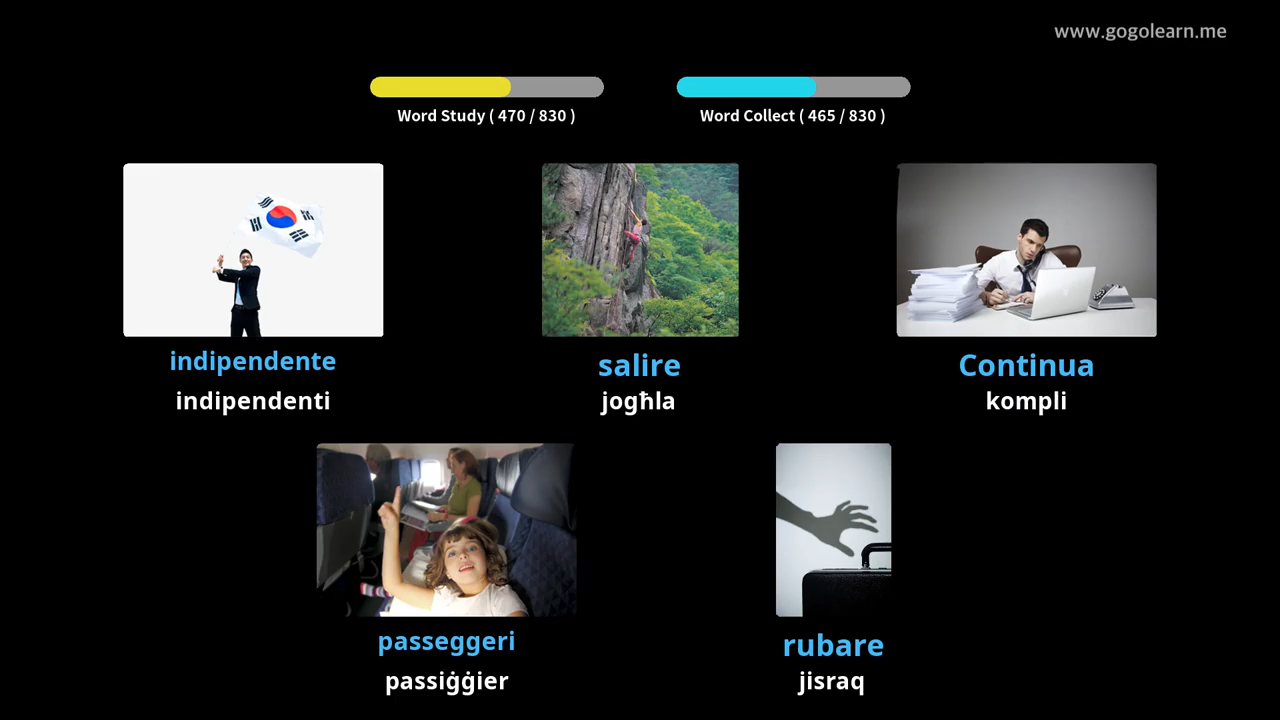 www.gogolearn.me
Word Study ( 470 / 830 )
Word Collect ( 465 / 830 )
indipendente
indipendenti
salire
jogħla
Continua
kompli
passeggeri
passiġġier
rubare
jisraq